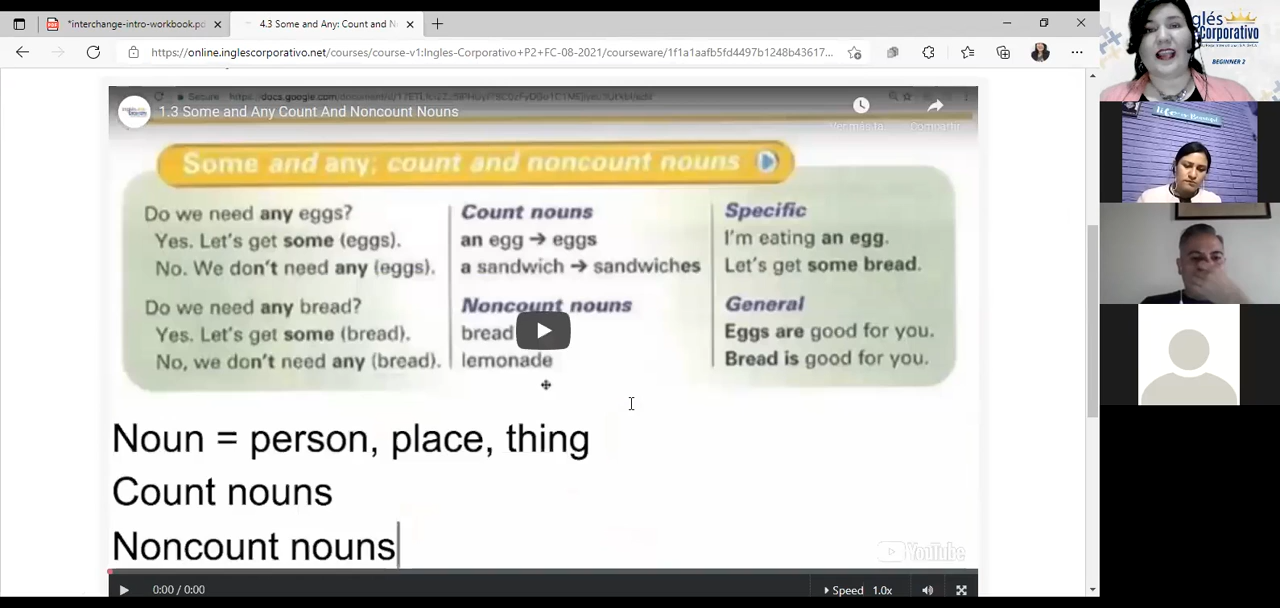 *interchange-intro-workbook.pd
4.3 Some and Any: Count and N
https://online.inglescorporativo.net/courses/course-v1:Ingles-Corporativo+P2+FC-08-2021/courseware/1f1a1aafb5fd4497b1248b43617...
1.3 Some and Any Count And Noncount Nouns
Ver más ta...
Compartir
Some and any; count and noncount nouns
Do we need any eggs?
Yes. Let's get some (eggs).
No. We don't need any (eggs).
Do we need any bread?
Yes. Let's get some (bread).
No, we don't need any (bread).
Count nouns
an egg → eggs
a sandwich → sandwiches
Noncount nouns
bread
lemonade
Specific
I'm eating an egg.
Let's get some bread.
General
Eggs are good for you.
Bread is good for you.
Noun = person, place, thing
Count nouns
Noncount nouns
YouTube
0:00 / 0:00
Speed 1.0x
glés
Corporativo
BEGINNER 2